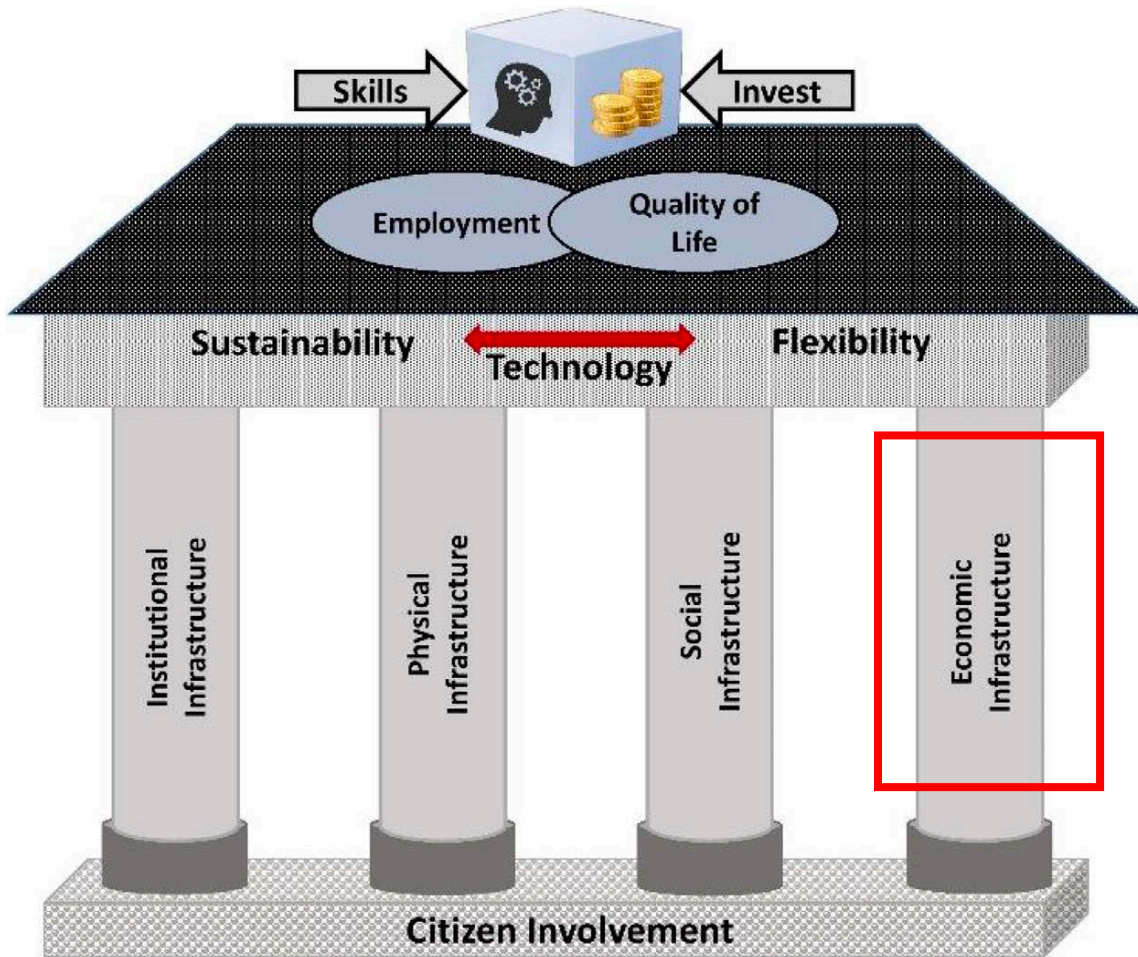 Skills
Invest
Employment
Quality of
Life
Sustainability
Technology
Flexibility
Institutional
Infrastructure
Physical
Infrastructure
Social
Infrastructure
Economic
Infrastructure
Citizen Involvement